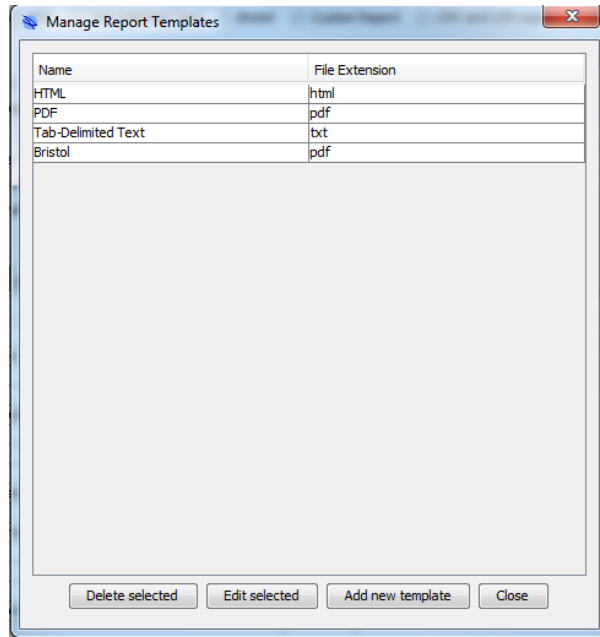 Manage Report Templates
Name File Extension
HTML html
PDF pdf
Tab-Delimited Text txt
Bristol pdf
Delete selected Edit selected Add new template Close